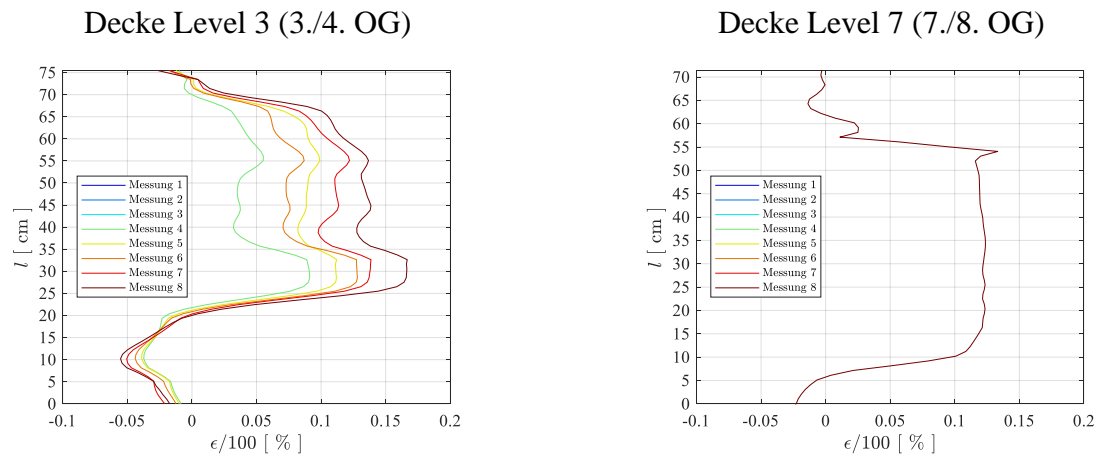 Decke Level 3 (3./4. OG)
75
70
65
60
55
50
45
40
35
30
25
20
15
10
5
0
l [ cm ]
Messung 1
Messung 2
Messung 3
Messung 4
Messung 5
Messung 6
Messung 7
Messung 8
-0.1
-0.05
0
0.05
0.1
0.15
0.2
ϵ/100 [ % ]
Decke Level 7 (7./8. OG)
70
65
60
55
50
45
40
35
30
25
20
15
10
5
0
l [ cm ]
Messung 1
Messung 2
Messung 3
Messung 4
Messung 5
Messung 6
Messung 7
Messung 8
-0.1
-0.05
0
0.05
0.1
0.15
0.2
ϵ/100 [ % ]